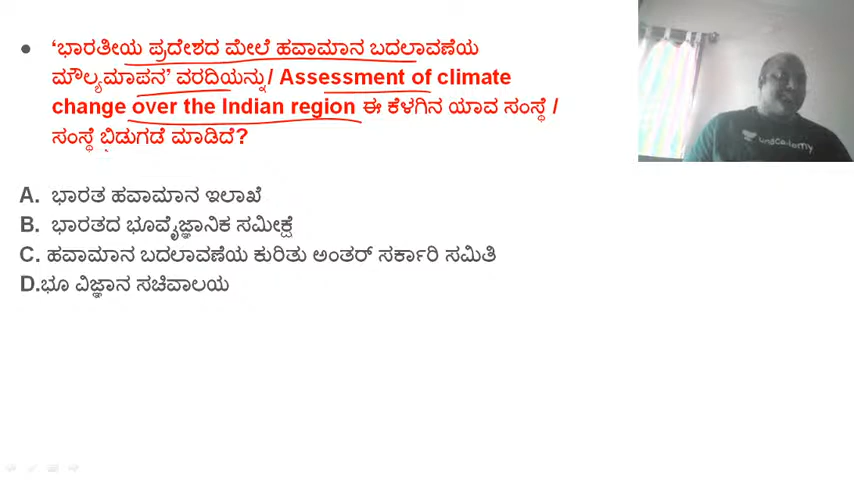 ‘ಭಾರತೀಯ ಪ್ರದೇಶದ ಮೇಲೆ ಹವಾಮಾನ ಬದಲಾವಣೆಯ
ಮೌಲ್ಯಮಾಪನ’ ವರದಿಯನ್ನು/ Assessment of climate
change over the Indian region ಈ ಕೆಳಗಿನ ಯಾವ ಸಂಸ್ಥೆ /
ಸಂಸ್ಥೆ ಬಿಡುಗಡೆ ಮಾಡಿದೆ?
A. ಭಾರತ ಹವಾಮಾನ ಇಲಾಖೆ
B. ಭಾರತದ ಭೂವೈಜ್ಞಾನಿಕ ಸಮೀಕ್ಷೆ
C. ಹವಾಮಾನ ಬದಲಾವಣೆಯ ಕುರಿತು ಅಂತರ್ ಸರ್ಕಾರಿ ಸಮಿತಿ
D.ಭೂ ವಿಜ್ಞಾನ ಸಚಿವಾಲಯ